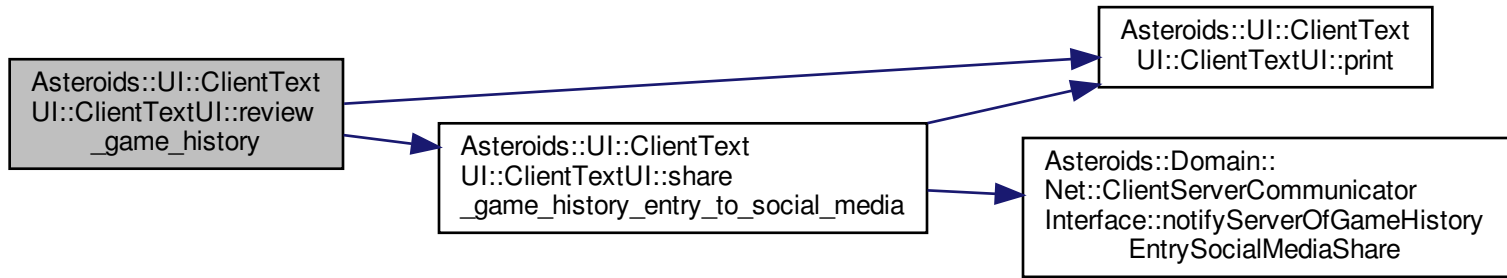 Asteroids::UI::ClientText
UI::ClientTextUI::review
_game_history
Asteroids::UI::ClientText
UI::ClientTextUI::print
Asteroids::UI::ClientText
UI::ClientTextUI::share
_game_history_entry_to_social_media
Asteroids::Domain::
Net::ClientServerCommunicator
Interface::notifyServerOfGameHistory
EntrySocialMediaShare